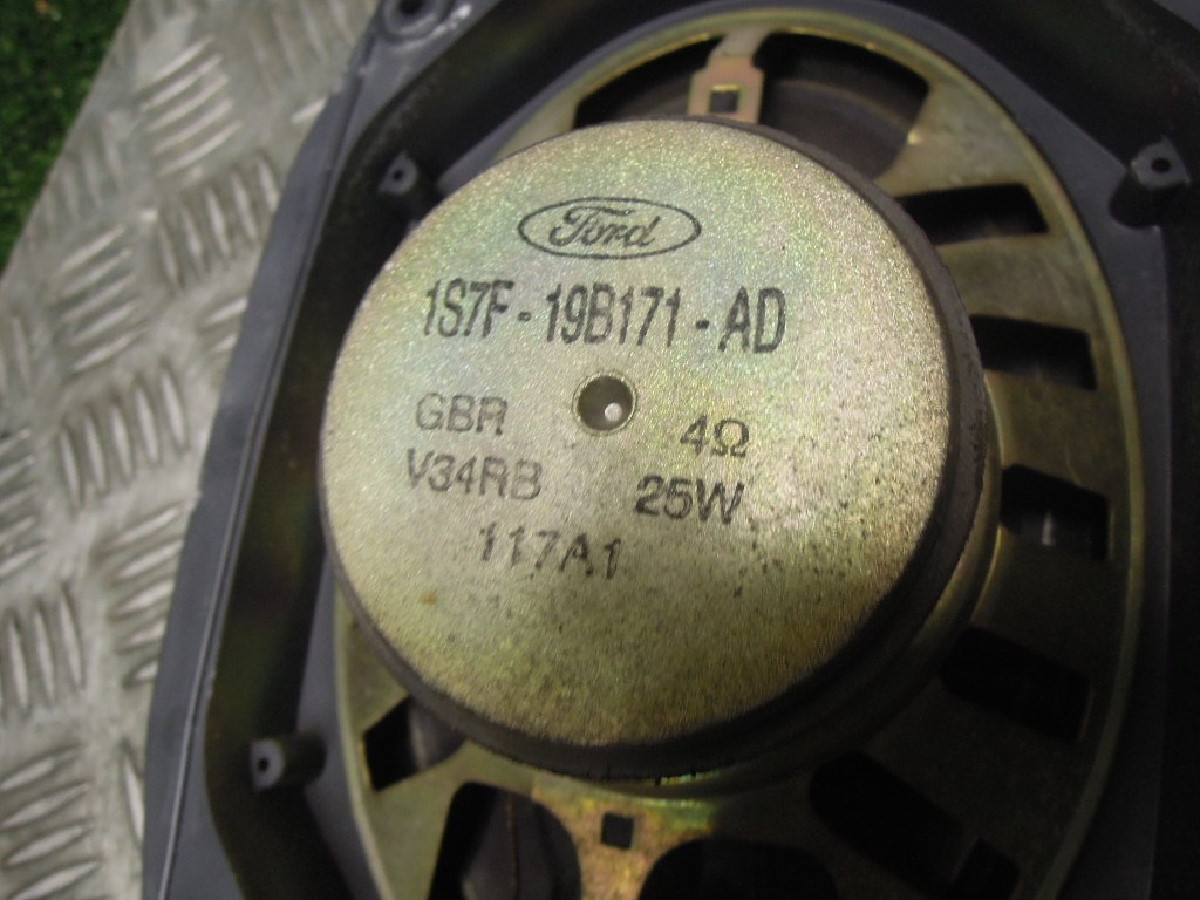 Ford
1S7F-19B171-AD
GBR 4Ω
V34RB 25W
117A1